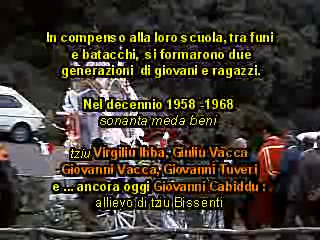 In compenso alla loro scuola, tra funi
e batacchi, si formarono due
generazioni di giovani e ragazzi.
Nel decennio 1958 -1968
sonanta meda beni
tziu Virgiliu Ibba, Giuliu Vacca
Giovanni Vacca, Giovanni Tuveri
e ... ancora oggi Giovanni Cabiddu :
allievo di tziu Bissenti